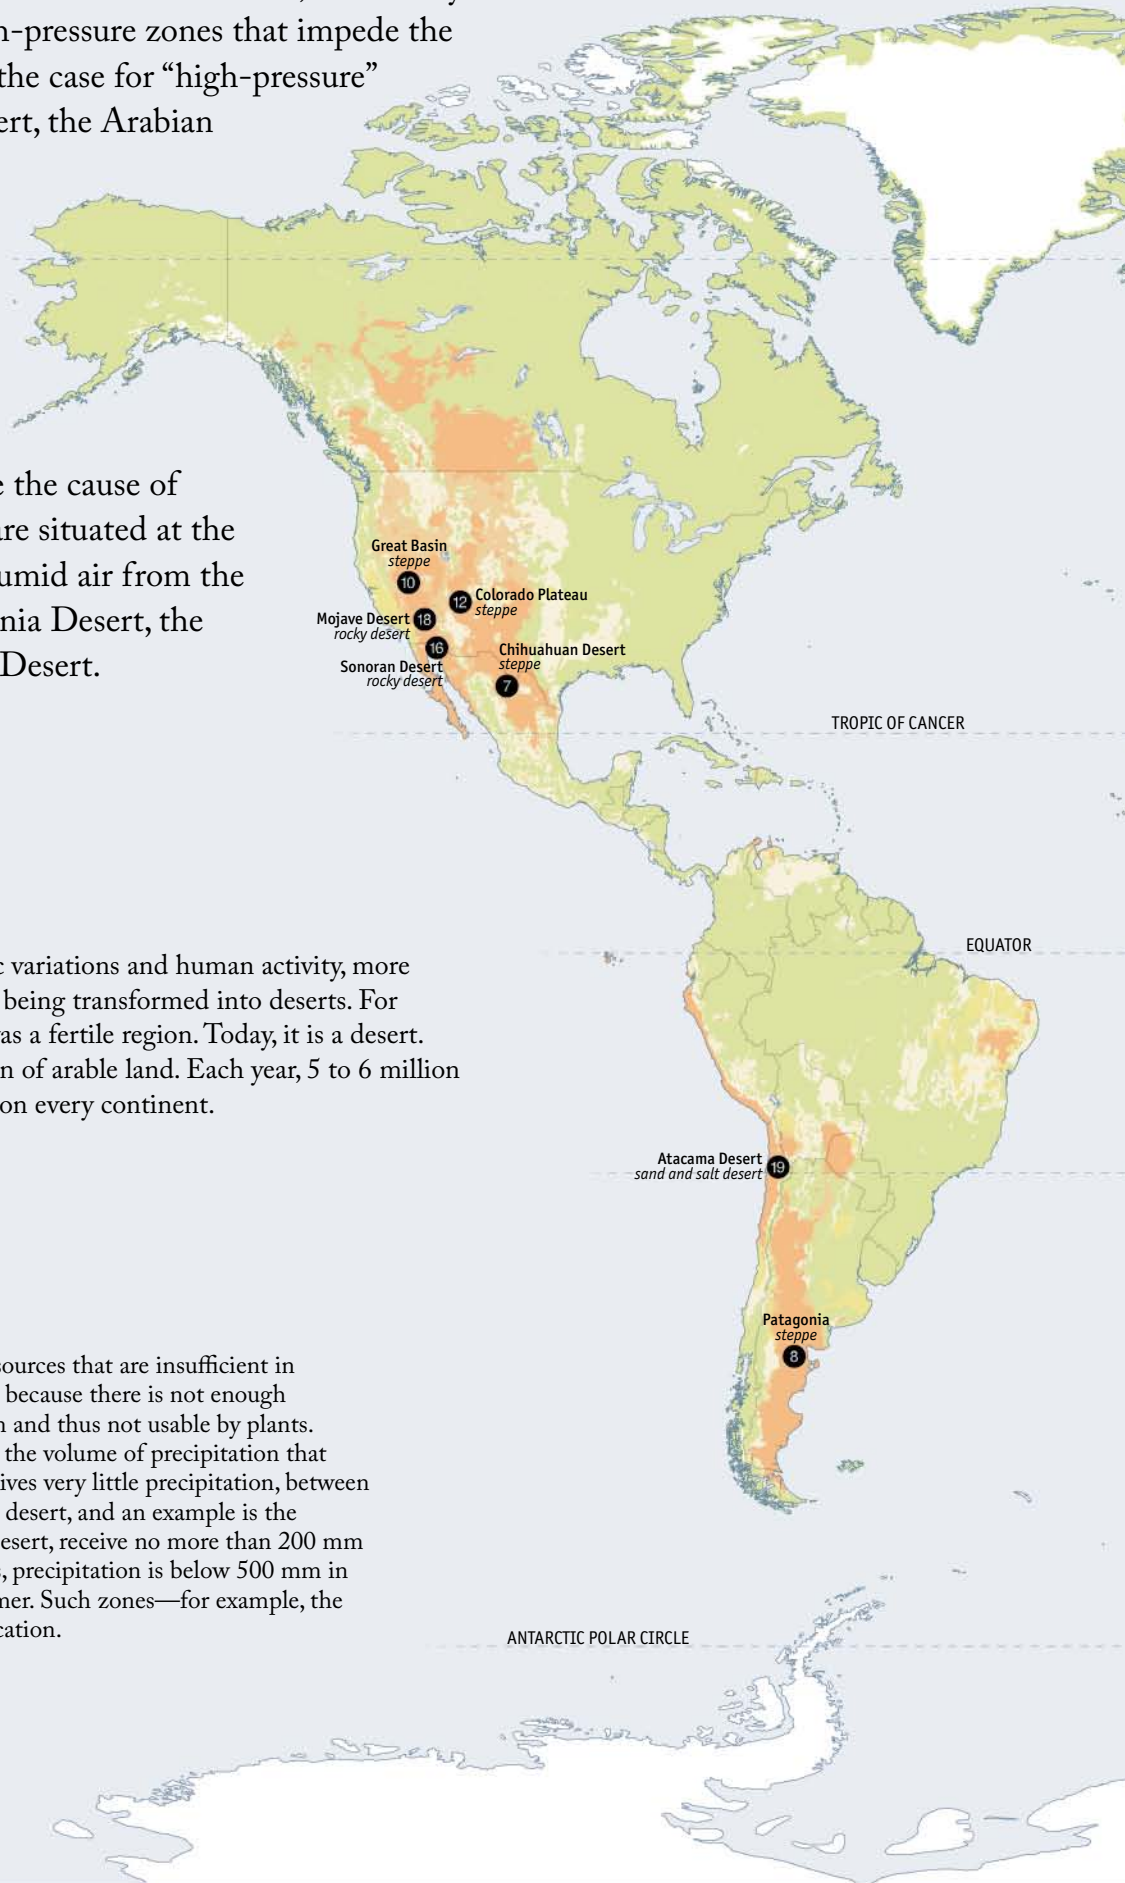 h-pressure zones that impede the
the case for “high-pressure”
ert, the Arabian
e the cause of
are situated at the
umid air from the
nia Desert, the
Desert.
Great Basin
steppe
10
12
Colorado Plateau
steppe
Mojave Desert
rocky desert
18
16
Sonoran Desert
rocky desert
Chihuahuan Desert
steppe
7
TROPIC OF CANCER
EQUATOR
c variations and human activity, more
being transformed into deserts. For
as a fertile region. Today, it is a desert.
n of arable land. Each year, 5 to 6 million
on every continent.
Atacama Desert
sand and salt desert
19
Patagonia
steppe
8
sources that are insufficient in
because there is not enough
n and thus not usable by plants.
the volume of precipitation that
ives very little precipitation, between
desert, and an example is the
esert, receive no more than 200 mm
, precipitation is below 500 mm in
mer. Such zones—for example, the
cation.
ANTARCTIC POLAR CIRCLE